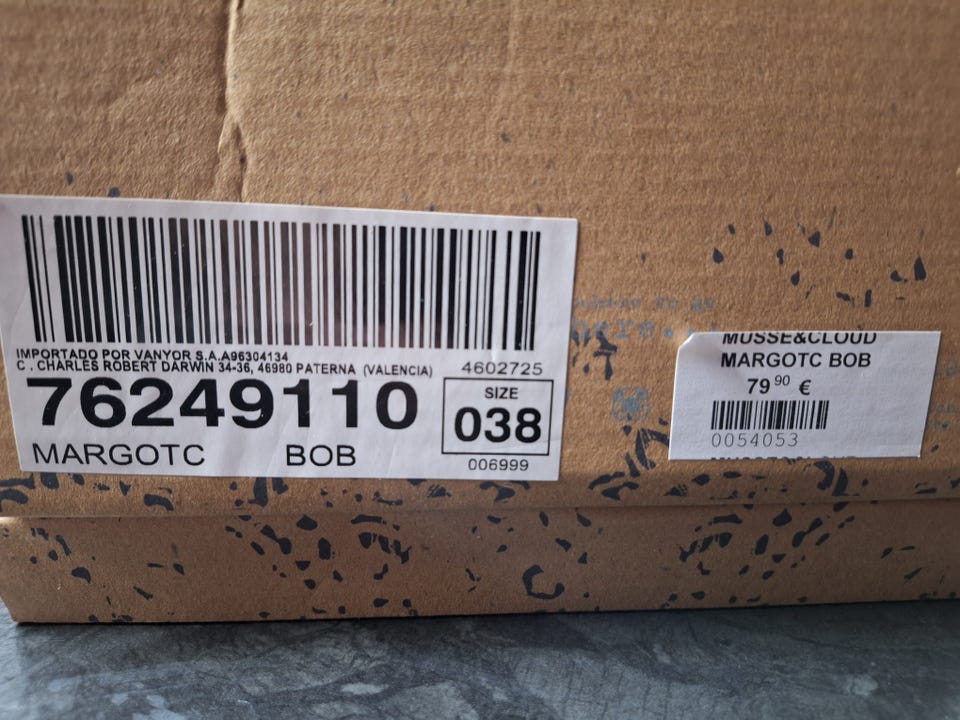 IMPORTADO POR VANYOR S.A.A96304134
C . CHARLES ROBERT DARWIN 34-36, 46980 PATERNA (VALENCIA) 4602725
76249110
SIZE
038
MARGOTC BOB
006999
MUSSE&CLOUD
MARGOTC BOB
79 90 €
0054053